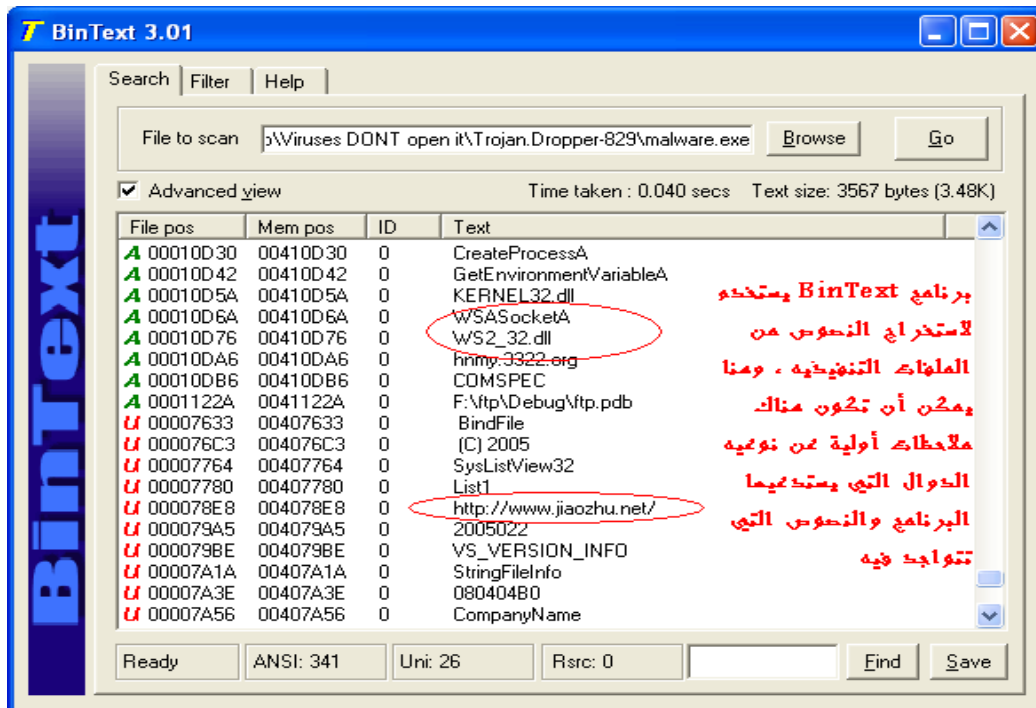 BinText 3.01
Search Filter Help
File to scan o\Viruses DONT open it\Trojan.Dropper-829\malware.exe Browse Go
Advanced view Time taken : 0.040 secs Text size: 3567 bytes (3.48K)
BinText
File pos Mem pos ID Text
A 00010D30 00410D30 0 CreateProcessA
A 00010D42 00410D42 0 GetEnvironmentVariableA
A 00010D5A 00410D5A 0 KERNEL32.dll
A 00010D6A 00410D6A 0 WSASocketA
A 00010D76 00410D76 0 WS2_32.dll
A 00010DA6 00410DA6 0 hnmy.3322.org
A 00010DB6 00410DB6 0 COMSPEC
A 0001122A 0041122A 0 F:\ftp\Debug\ftp.pdb
U 00007633 00407633 0 BindFile
U 000076C3 004076C3 0 (C) 2005
U 00007764 00407764 0 SysListView32
U 00007780 00407780 0 List1
U 000078E8 004078E8 0 http://www.jiaozhu.net/
U 000079A5 004079A5 0 2005022
U 000079BE 004079BE 0 VS_VERSION_INFO
U 00007A1A 00407A1A 0 StringFileInfo
U 00007A3E 00407A3E 0 080404B0
U 00007A56 00407A56 0 CompanyName
برنامج BinText يستخدم
لاستخراج النصوص من
الملفات التنفيذيه ، وهنا
يمكن أن تكون هناك
ملاحظات أولية عن نوعيه
الدوال التي يستدعيها
البرنامج والنصوص التي
تتواجد فيه
Ready ANSI: 341 Uni: 26 Rsrc: 0 Find Save